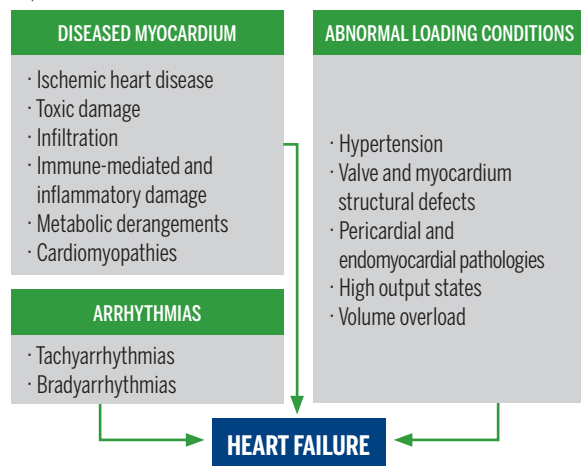 DISEASED MYOCARDIUM
· Ischemic heart disease
· Toxic damage
· Infiltration
· Immune-mediated and
inflammatory damage
· Metabolic derangements
· Cardiomyopathies
ARRHYTHMIAS
· Tachyarrhythmias
· Bradyarrhythmias
ABNORMAL LOADING CONDITIONS
· Hypertension
· Valve and myocardium
structural defects
· Pericardial and
endomyocardial pathologies
· High output states
· Volume overload
HEART FAILURE